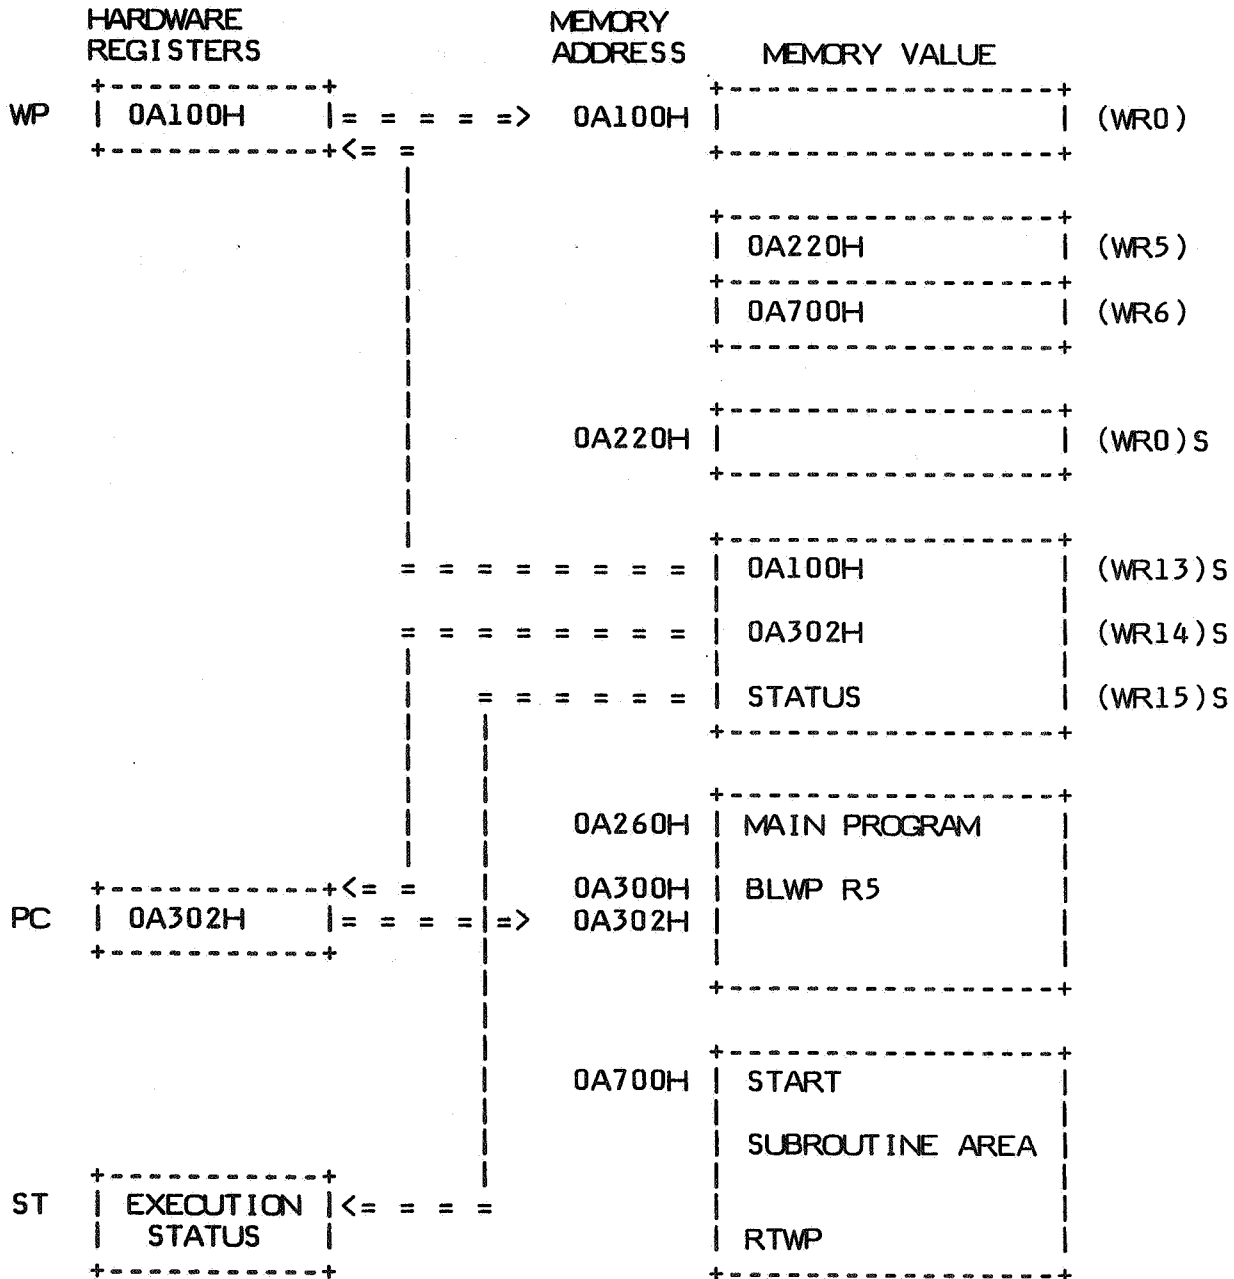 HARDWARE REGISTERS MEMORY ADDRESS MEMORY VALUE
WP 0A100H = = = = => 0A100H (WR0)
<= =
0A220H (WR5)
0A700H (WR6)
0A220H (WR0)S
= = = = = = = = 0A100H (WR13)S
= = = = = = = = 0A302H (WR14)S
= = = = = = STATUS (WR15)S
0A260H MAIN PROGRAM
<= = 0A300H BLWP R5
PC 0A302H = = = = => 0A302H
0A700H START
SUBROUTINE AREA
ST EXECUTION <= = = =
STATUS RTWP